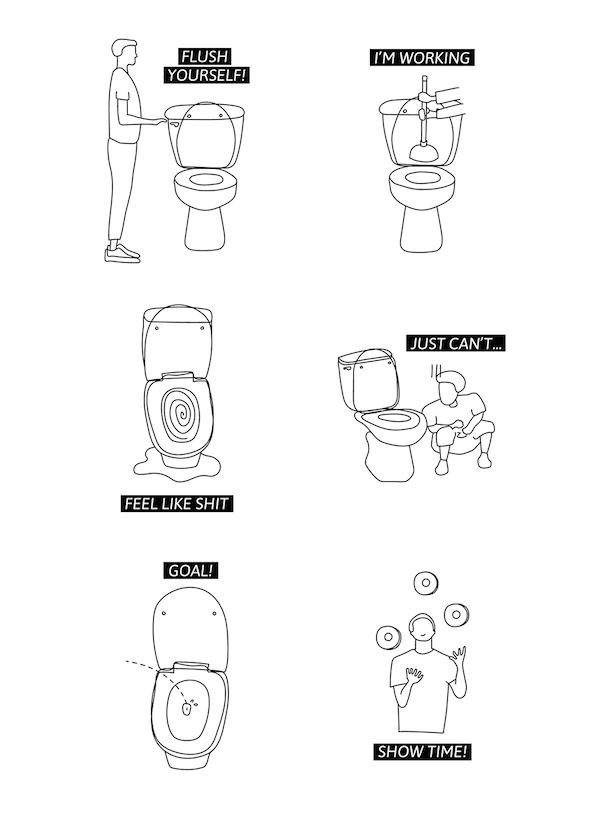 FLUSH
YOURSELF!
I'M WORKING
FEEL LIKE SHIT
JUST CAN'T...
GOAL!
SHOW TIME!